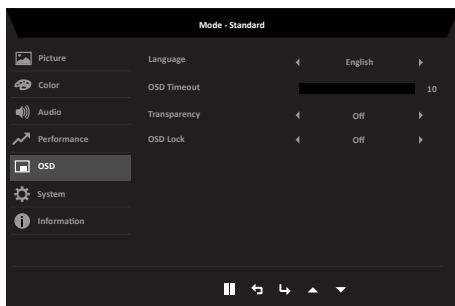 Mode - Standard
Picture
Language English
Color
OSD Timeout 10
Audio
Transparency Off
Performance
OSD Lock Off
OSD
System
Information